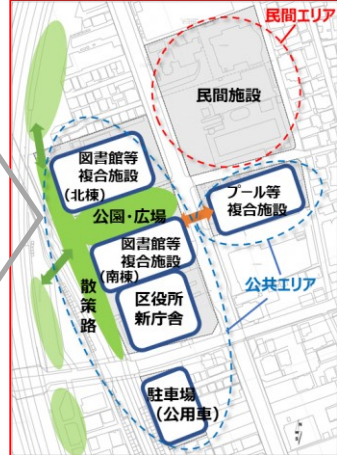 民間エリア
民間施設
図書館等
複合施設
(北棟)
プール等
複合施設
公園・広場
図書館等
複合施設
(南棟)
散策路
公共エリア
区役所
新庁舎
駐車場
(公用車)